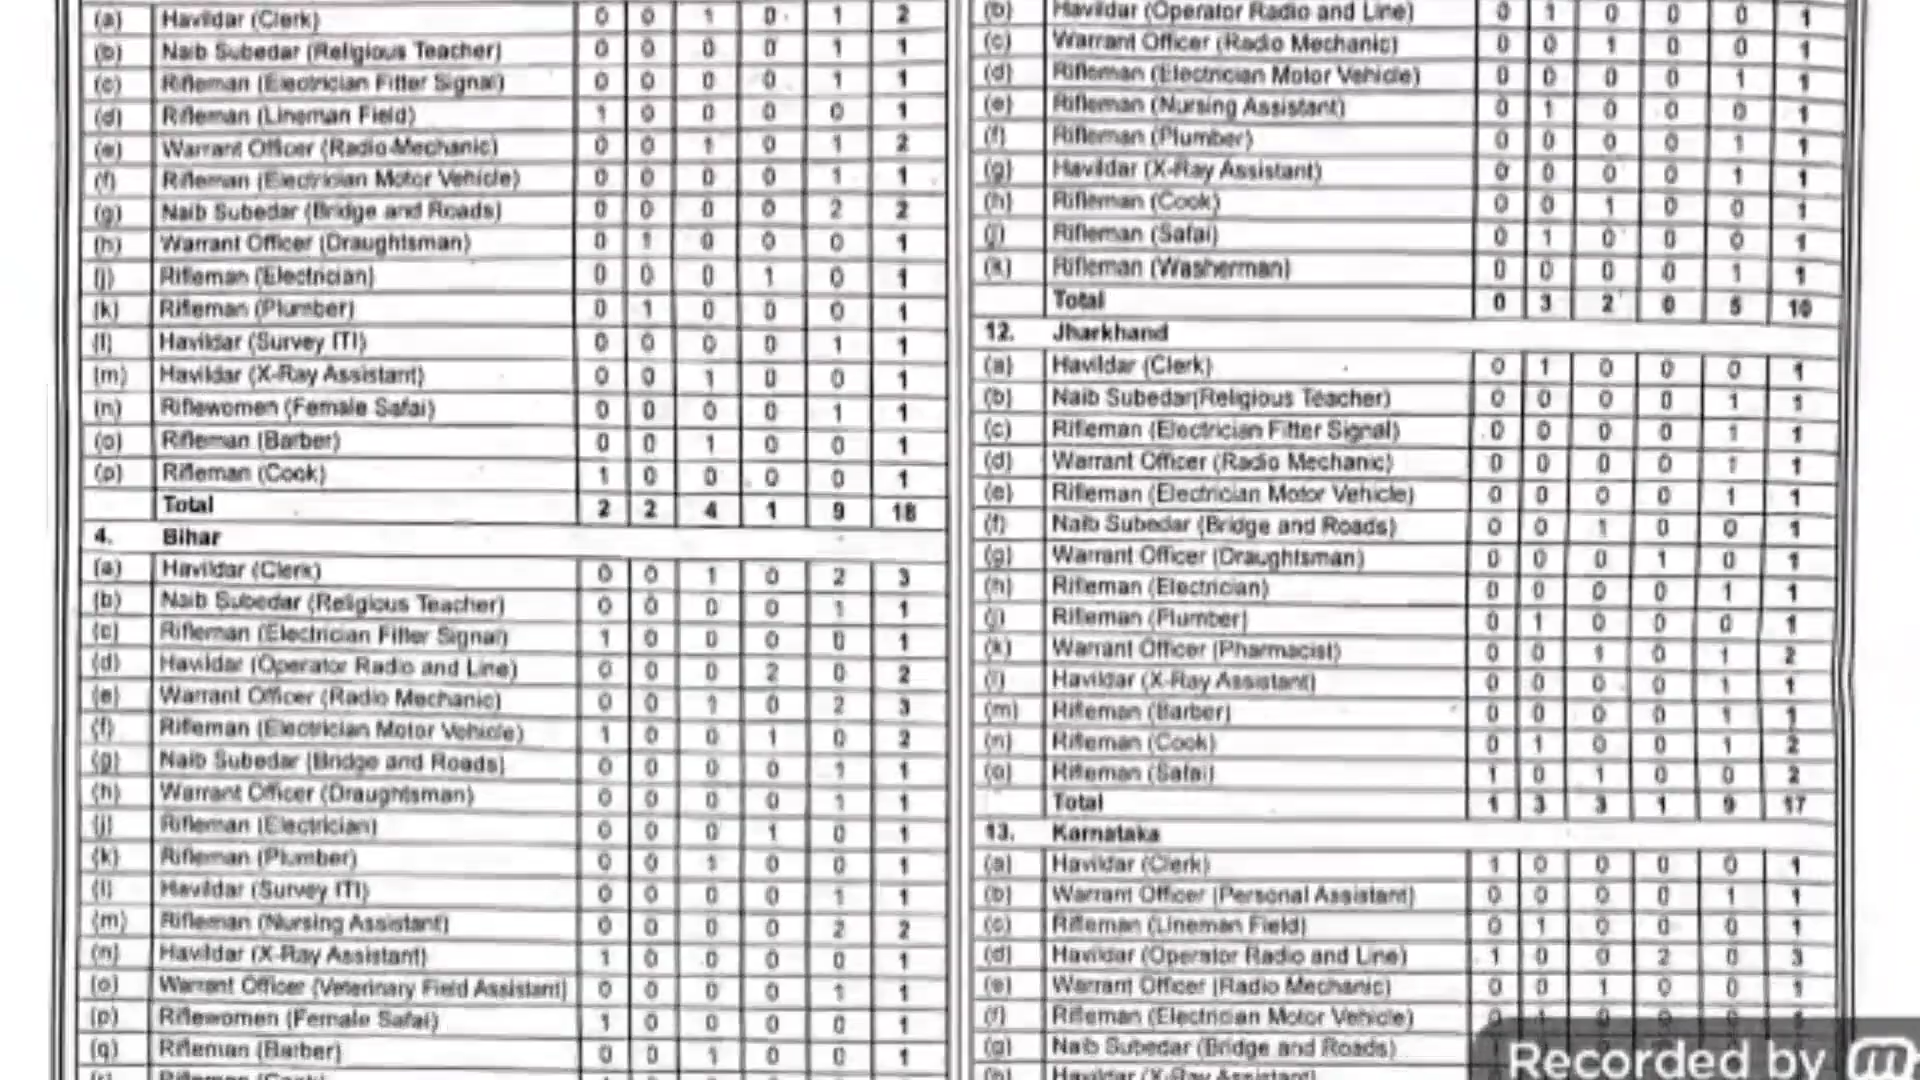 (a) Havildar (Clerk) 0 0 1 0 1 2
(b) Naib Subedar (Religious Teacher) 0 0 0 0 1 1
(c) Rifleman (Electrician Fitter Signal) 0 0 0 0 1 1
(d) Rifleman (Lineman Field) 1 0 0 0 0 1
(e) Warrant Officer (Radio Mechanic) 0 0 1 0 1 2
(f) Rifleman (Electrician Motor Vehicle) 0 0 0 0 1 1
(g) Naib Subedar (Bridge and Roads) 0 0 0 0 2 2
(h) Warrant Officer (Draughtsman) 0 1 0 0 0 1
(j) Rifleman (Electrician) 0 0 0 1 0 1
(k) Rifleman (Plumber) 0 1 0 0 0 1
(l) Havildar (Survey ITI) 0 0 0 0 1 1
(m) Havildar (X-Ray Assistant) 0 0 1 0 0 1
(n) Riflewomen (Female Safai) 0 0 0 0 1 1
(o) Rifleman (Barber) 0 0 1 0 0 1
(p) Rifleman (Cook) 1 0 0 0 0 1
Total 2 2 4 1 9 18
4. Bihar
(a) Havildar (Clerk) 0 0 1 0 2 3
(b) Naib Subedar (Religious Teacher) 0 0 0 0 1 1
(c) Rifleman (Electrician Fitter Signal) 1 0 0 0 0 1
(d) Havildar (Operator Radio and Line) 0 0 0 2 0 2
(e) Warrant Officer (Radio Mechanic) 0 0 1 0 2 3
(f) Rifleman (Electrician Motor Vehicle) 1 0 0 1 0 2
(g) Naib Subedar (Bridge and Roads) 0 0 0 0 1 1
(h) Warrant Officer (Draughtsman) 0 0 0 0 1 1
(j) Rifleman (Electrician) 0 0 0 1 0 1
(k) Rifleman (Plumber) 0 0 1 0 0 1
(l) Havildar (Survey ITI) 0 0 0 0 1 1
(m) Rifleman (Nursing Assistant) 0 0 0 0 2 2
(n) Havildar (X-Ray Assistant) 1 0 0 0 0 1
(o) Warrant Officer (Veterinary Field Assistant) 0 0 0 0 1 1
(p) Riflewomen (Female Safai) 1 0 0 0 0 1
(q) Rifleman (Barber) 0 0 1 0 0 1
(b) Havildar (Operator Radio and Line) 0 1 0 0 0 1
(c) Warrant Officer (Radio Mechanic) 0 0 1 0 0 1
(d) Rifleman (Electrician Motor Vehicle) 0 0 0 0 1 1
(e) Rifleman (Nursing Assistant) 0 1 0 0 0 1
(f) Rifleman (Plumber) 0 0 0 0 1 1
(g) Havildar (X-Ray Assistant) 0 0 0 0 1 1
(h) Rifleman (Cook) 0 0 1 0 0 1
(j) Rifleman (Safai) 0 1 0 0 0 1
(k) Rifleman (Washerman) 0 0 0 0 1 1
Total 0 3 2 0 5 10
12. Jharkhand
(a) Havildar (Clerk) 0 1 0 0 0 1
(b) Naib Subedar(Religious Teacher) 0 0 0 0 1 1
(c) Rifleman (Electrician Fitter Signal) 0 0 0 0 1 1
(d) Warrant Officer (Radio Mechanic) 0 0 0 0 1 1
(e) Rifleman (Electrician Motor Vehicle) 0 0 0 0 1 1
(f) Naib Subedar (Bridge and Roads) 0 0 1 0 0 1
(g) Warrant Officer (Draughtsman) 0 0 0 1 0 1
(h) Rifleman (Electrician) 0 0 0 0 1 1
(j) Rifleman (Plumber) 0 1 0 0 0 1
(k) Warrant Officer (Pharmacist) 0 0 1 0 1 2
(l) Havildar (X-Ray Assistant) 0 0 0 0 1 1
(m) Rifleman (Barber) 0 0 0 0 1 1
(n) Rifleman (Cook) 0 1 0 0 1 2
(o) Rifleman (Safai) 1 0 1 0 0 2
Total 1 3 3 1 9 17
13. Karnataka
(a) Havildar (Clerk) 1 0 0 0 0 1
(b) Warrant Officer (Personal Assistant) 0 0 0 0 1 1
(c) Rifleman (Lineman Field) 0 1 0 0 0 1
(d) Havildar (Operator Radio and Line) 1 0 0 2 0 3
(e) Warrant Officer (Radio Mechanic) 0 0 1 0 0 1
(f) Rifleman (Electrician Motor Vehicle)
(g) Naib Subedar (Bridge and Roads)
(h) Havildar (X-Ray Assistant)
Recorded by